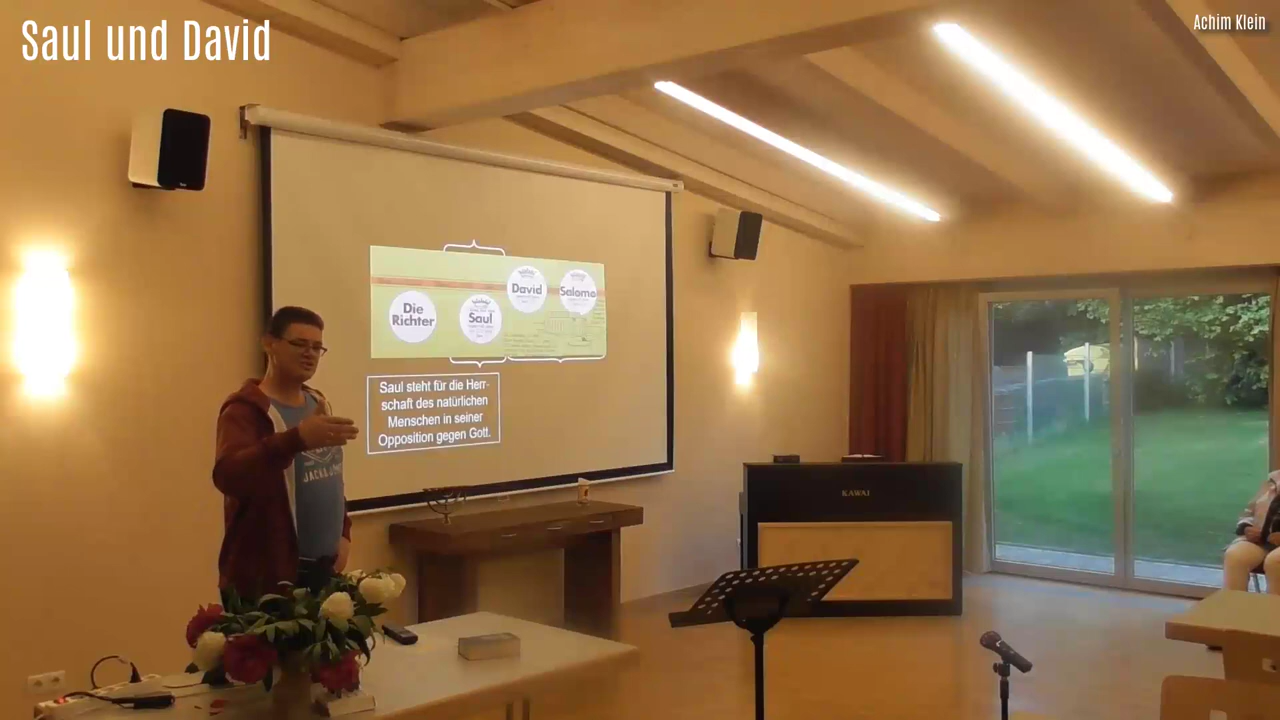 Saul und David
Achim Klein
Die
Richter
Saul
David
Salomo
Saul steht für die Herr-
schaft des natürlichen
Menschen in seiner
Opposition gegen Gott.
KAWAI